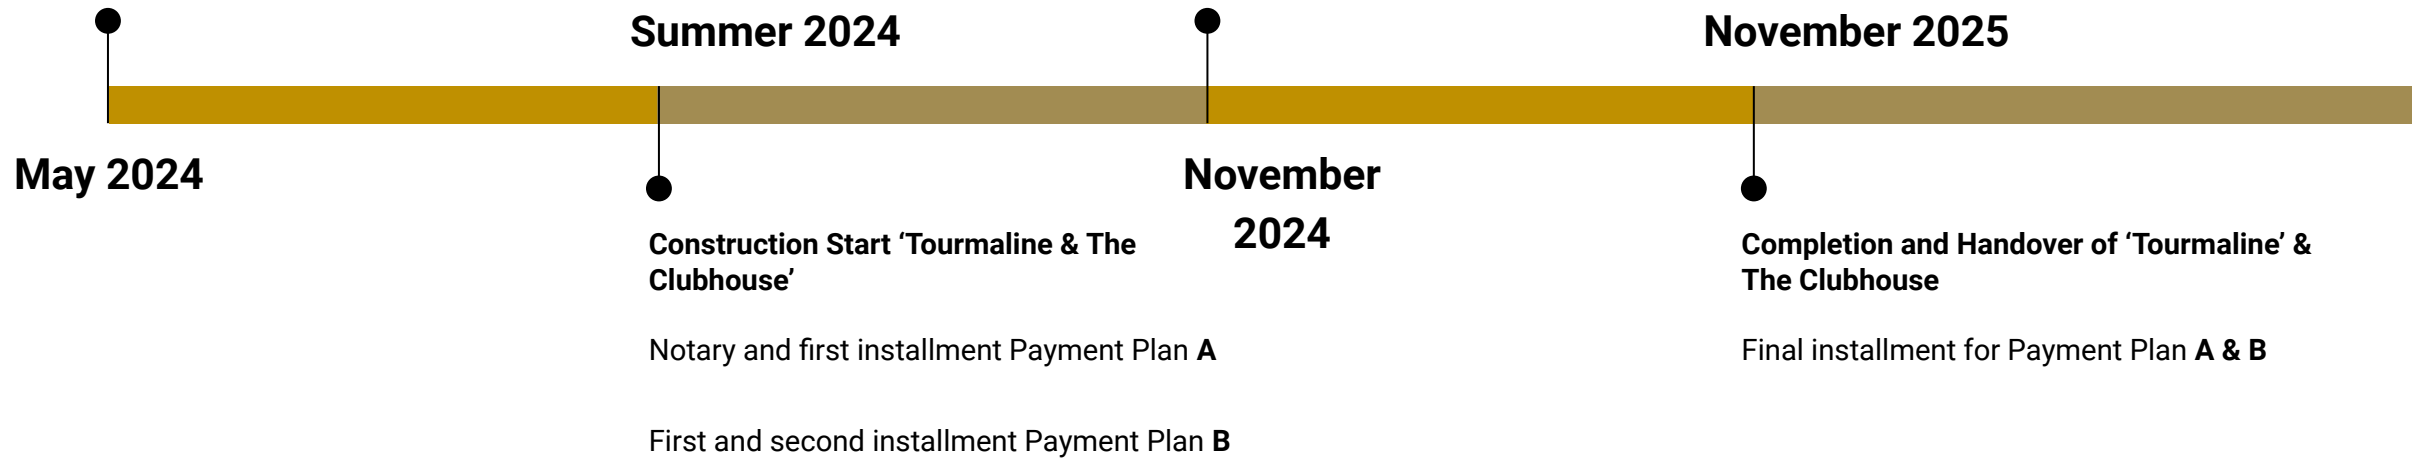 Summer 2024
November 2025
May 2024
November
2024
Construction Start ‘Tourmaline & The
Clubhouse’
Notary and first installment Payment Plan A
First and second installment Payment Plan B
Completion and Handover of ‘Tourmaline’ &
The Clubhouse
Final installment for Payment Plan A & B